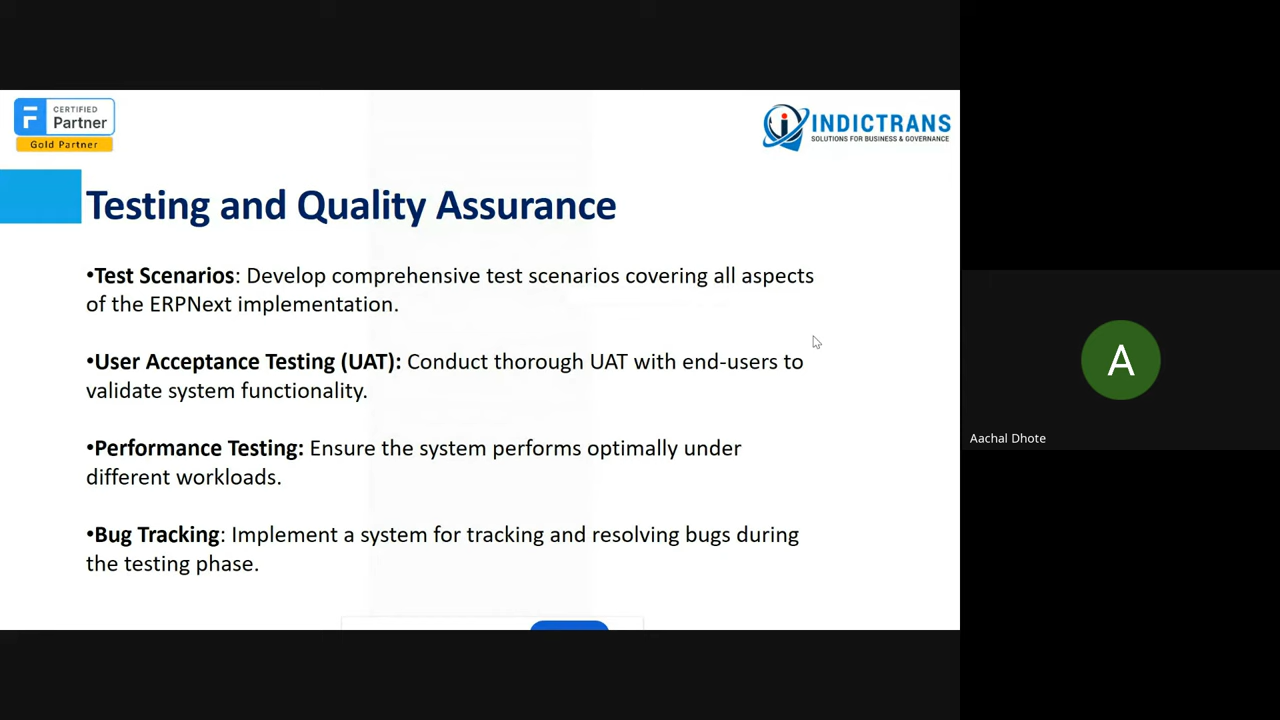 CERTIFIED
Partner
Gold Partner
INDICTRANS
SOLUTIONS FOR BUSINESS & GOVERNANCE
Testing and Quality Assurance
•Test Scenarios: Develop comprehensive test scenarios covering all aspects
of the ERPNext implementation.
•User Acceptance Testing (UAT): Conduct thorough UAT with end-users to
validate system functionality.
•Performance Testing: Ensure the system performs optimally under
different workloads.
•Bug Tracking: Implement a system for tracking and resolving bugs during
the testing phase.
A
Aachal Dhote